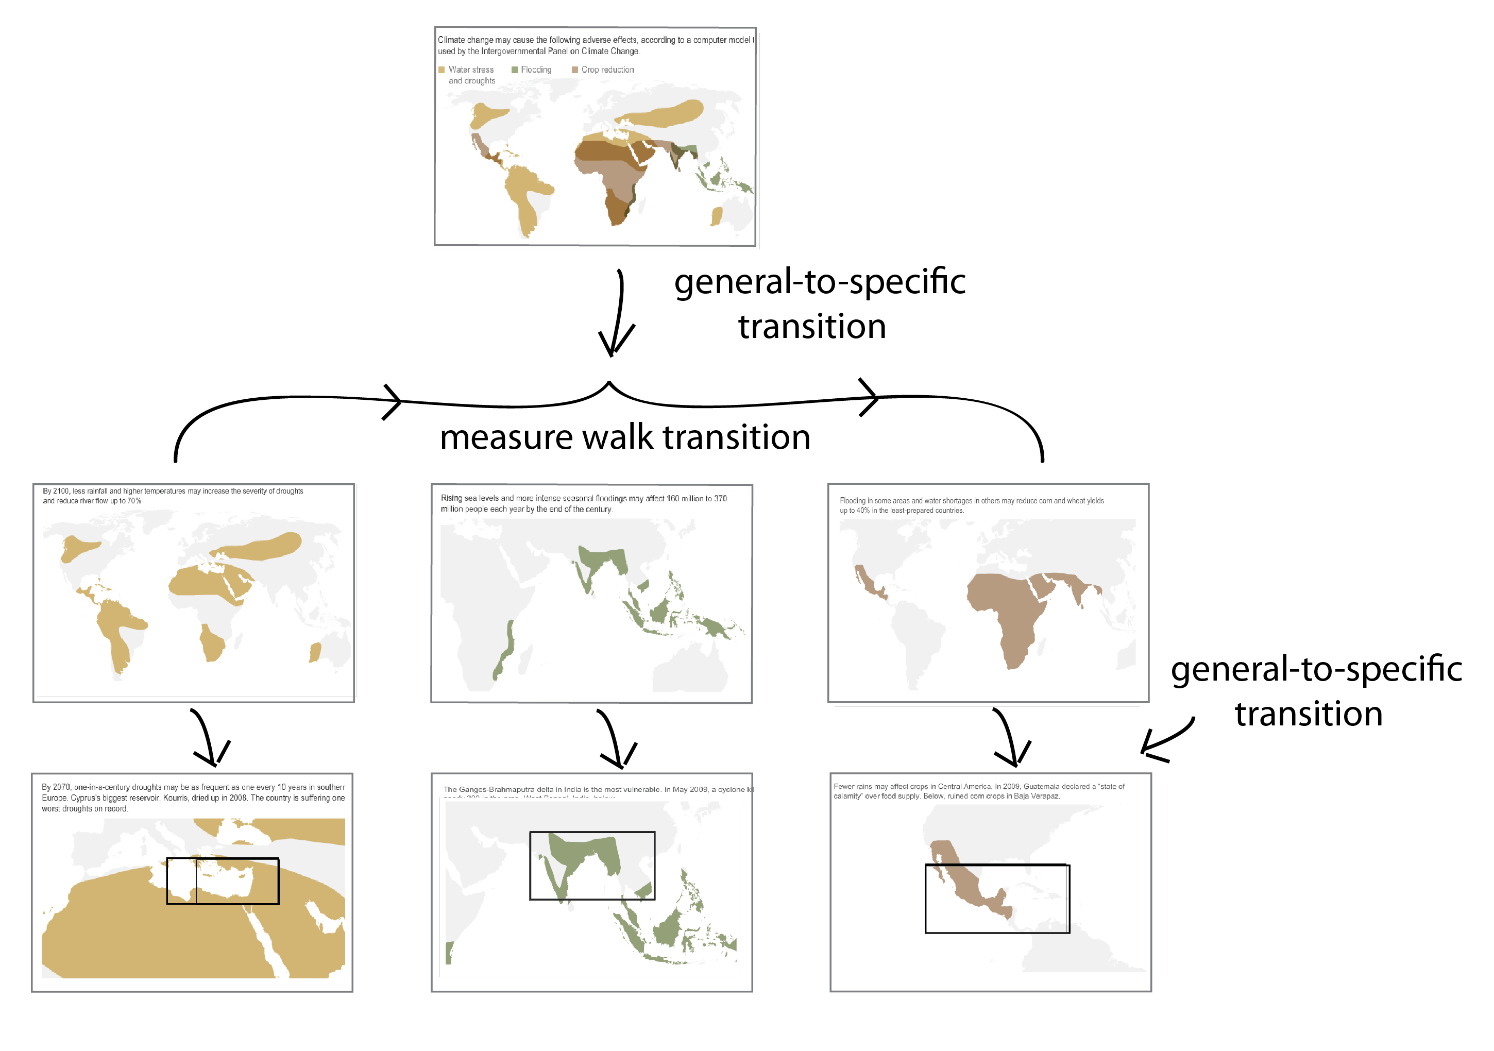 Climate change may cause the following adverse effects, according to a computer model
used by the Intergovernmental Panel on Climate Change.
Water stress
and droughts
Flooding
Crop reduction
general-to-specific
transition
measure walk transition
By 2100, less rainfall and higher temperatures may increase the severity of droughts
and reduce river flow up to 70%
Rising sea levels and more intense seasonal floodings may affect 160 million to 370
million people each year by the end of the century.
Flooding in some areas and water shortages in others may reduce corn and wheat yields
up to 40% in the least-prepared countries.
general-to-specific
transition
By 2070, one-in-a-century droughts may be as frequent as one every 10 years in southern
Europe. Cyprus's biggest reservoir, Kouris, dried up in 2008. The country is suffering one
worst droughts on record.
The Ganges-Brahmaputra delta in India is the most vulnerable. In May 2009, a cyclone
Fewer rains may affect crops in Central America. In 2009, Guatemala declared a "state of
calamity" over food supply. Below, ruined corn crops in Baja Verapaz.